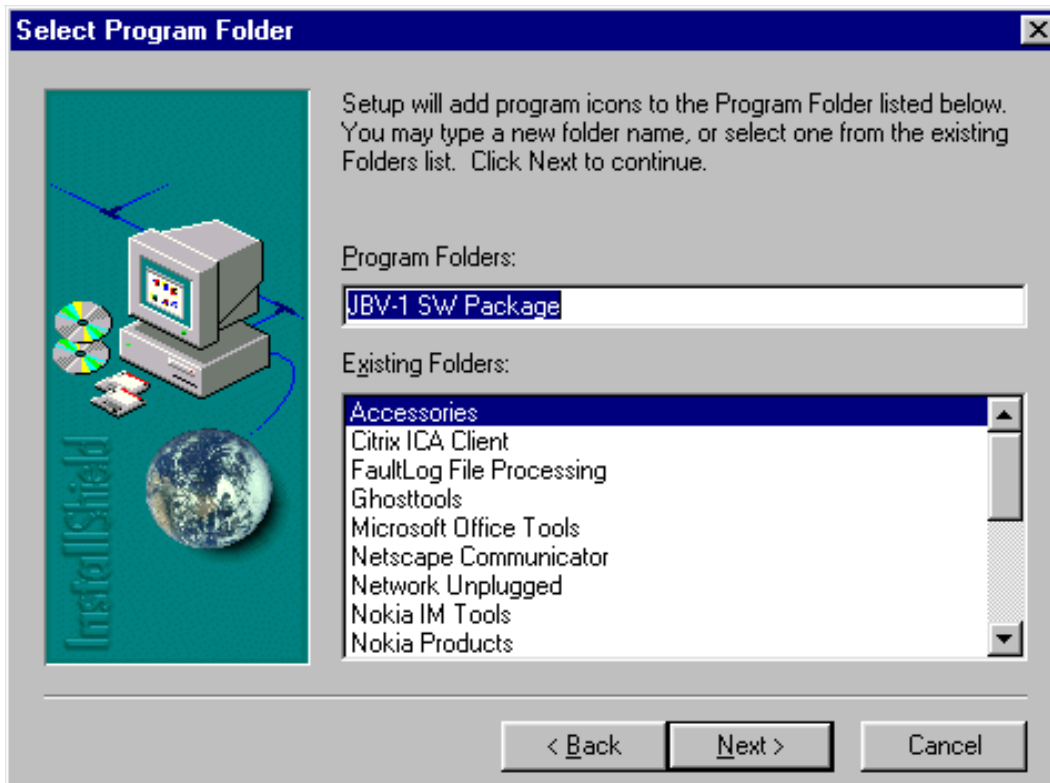 Select Program Folder
Setup will add program icons to the Program Folder listed below.
You may type a new folder name, or select one from the existing
Folders list. Click Next to continue.
Program Folders:
JBV-1 SW Package
Existing Folders:
Accessories
Citrix ICA Client
FaultLog File Processing
Ghosttools
Microsoft Office Tools
Netscape Communicator
Network Unplugged
Nokia IM Tools
Nokia Products
InstallShield
< Back
Next >
Cancel